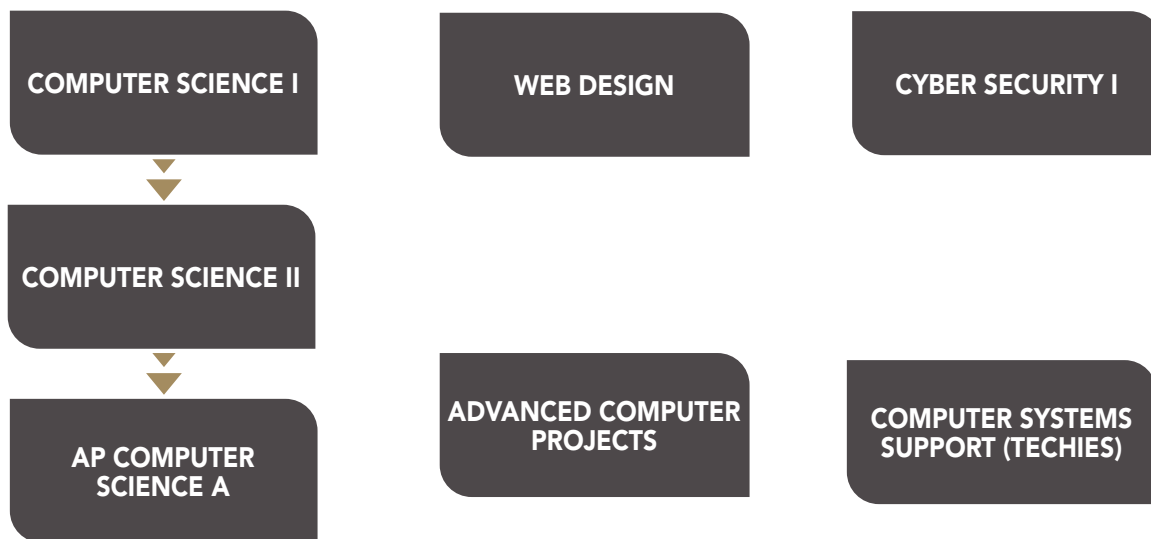 COMPUTER SCIENCE I
WEB DESIGN
CYBER SECURITY I
COMPUTER SCIENCE II
ADVANCED COMPUTER
PROJECTS
COMPUTER SYSTEMS
SUPPORT (TECHIES)
AP COMPUTER
SCIENCE A